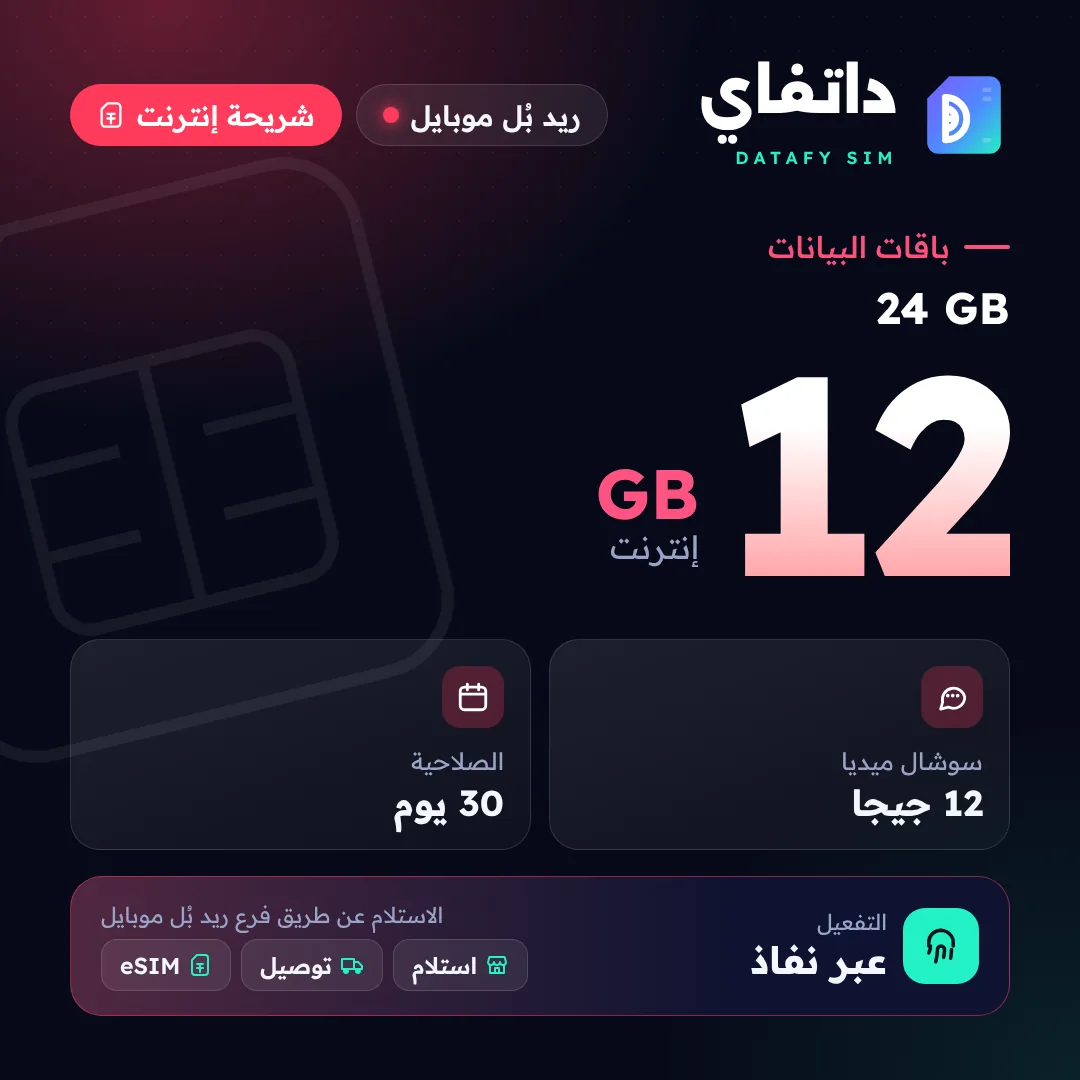 داتفاي
DATAFY SIM
ريد بُل موبايل
شريحة إنترنت
باقات البيانات
24 GB
12
GB
إنترنت
سوشال ميديا
12 جيجا
الصلاحية
30 يوم
التفعيل
عبر نفاذ
الاستلام عن طريق فرع ريد بُل موبايل
استلام
توصيل
eSIM